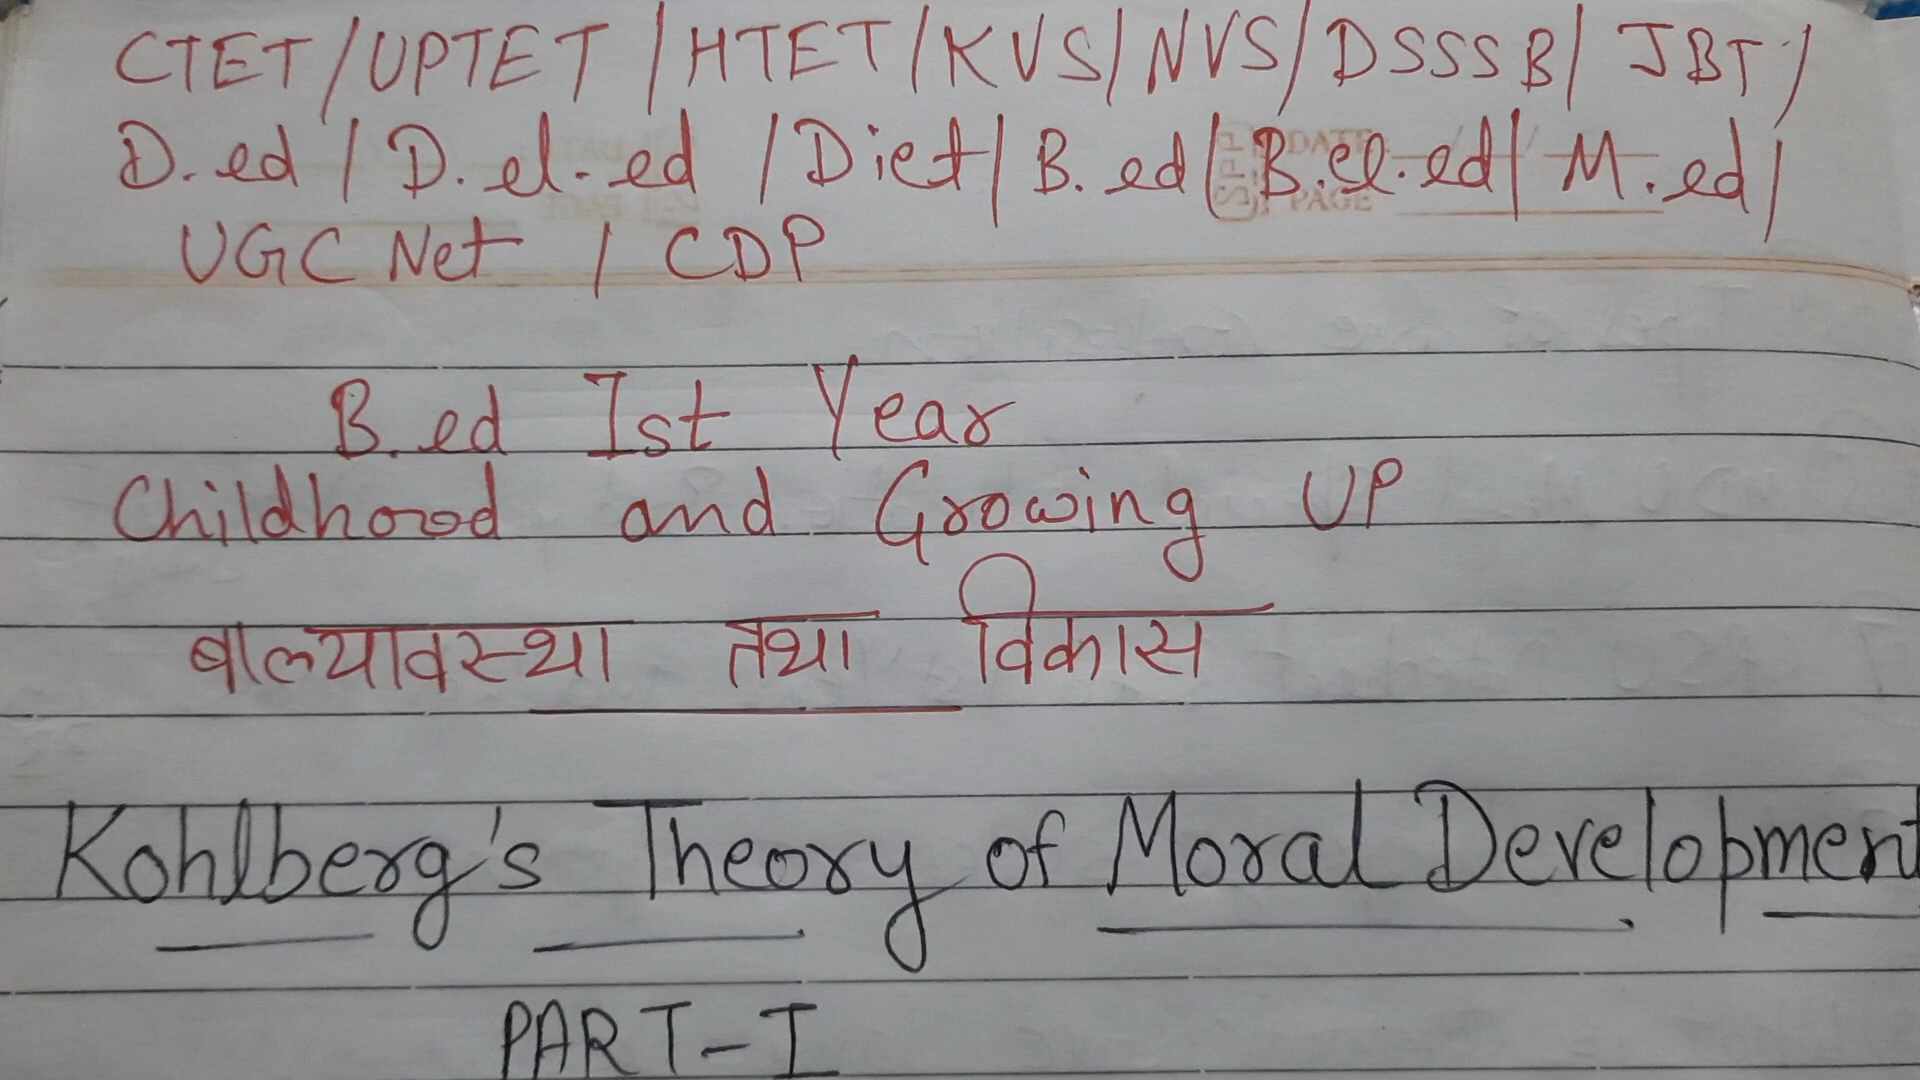 CTET/UPTET/HTET/KVS/NVS/DSSSB/JBT/
D.ed/D.el.ed/Diet/B.ed/B.el.ed/M.ed/
UGC Net/CDP
B.ed Ist Year
Childhood and Growing UP
बाल्यावस्था तथा विकास
Kohlberg's Theory of Moral Development
PART-I